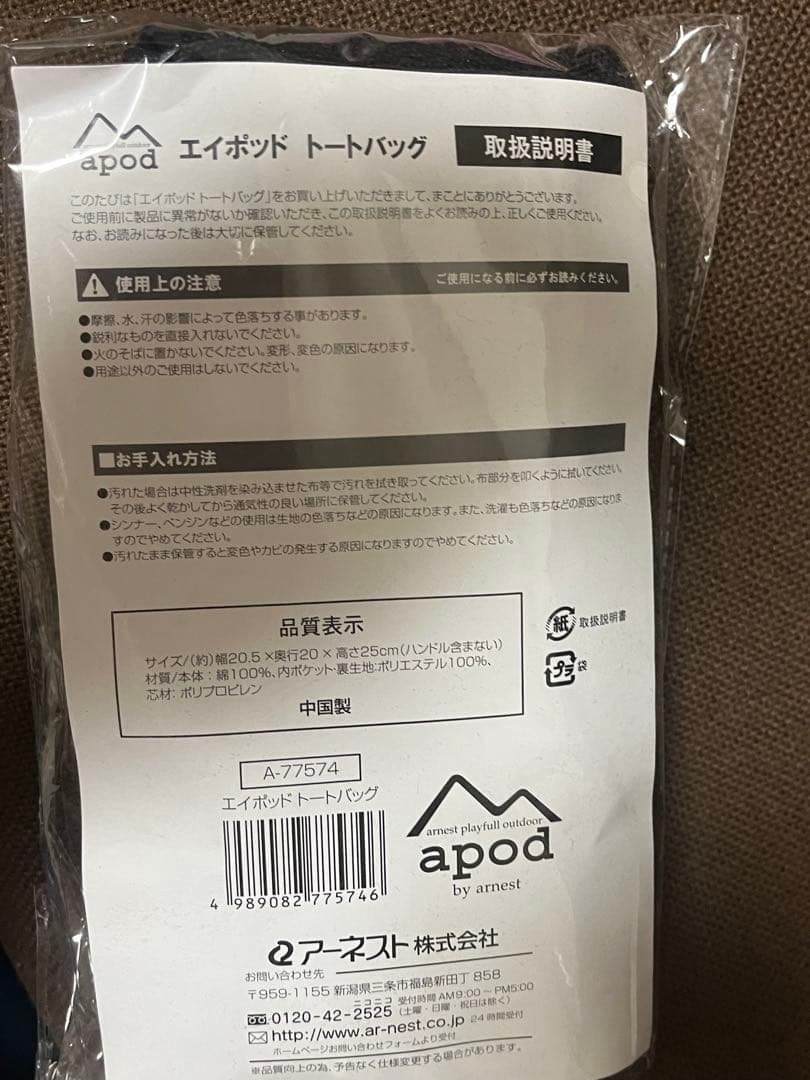 apod エイポッド トートバッグ 取扱説明書
このたびは「エイポッド トートバッグ」をお買い上げいただきまして、まことにありがとうございます。
ご使用前に製品に異常がないか確認いただき、この取扱説明書をよくお読みの上、正しくご使用ください。
なお、お読みになった後は大切に保管してください。
使用上の注意 ご使用になる前に必ずお読みください。
●摩擦、水、汗の影響によって色落ちする事があります。
●鋭利なものを直接入れないでください。
●火のそばに置かないでください。変形、変色の原因になります。
●用途以外のご使用はしないでください。
■お手入れ方法
●汚れた場合は中性洗剤を染み込ませた布等で汚れを拭き取ってください。布部分を叩くように拭いてください。
その後よく乾かしてから通気性の良い場所に保管してください。
●シンナー、ベンジンなどの使用は生地の色落ちなどの原因になります。また、洗濯も色落ちなどの原因になりま
すのでやめてください。
●汚れたまま保管すると変色やカビの発生する原因になりますのでやめてください。
品質表示
サイズ/(約)幅20.5×奥行20×高さ25cm(ハンドル含まない)
材質/本体:綿100%、内ポケット・裏生地:ポリエステル100%、
芯材:ポリプロピレン
中国製
紙 取扱説明書
プラ 袋
A-77574
エイポッド トートバッグ
4 989082 775746
arnest playfull outdoor
apod
by arnest
アーネスト株式会社
お問い合わせ先
〒959-1155 新潟県三条市福島新田丁858
ニコニコ 受付時間 AM9:00~PM5:00
0120-42-2525 (土曜・日曜・祝日は除く)
http://www.ar-nest.co.jp 24時間受付
ホームページお問い合わせフォームより受付
※品質向上の為、予告なく仕様変更する場合があります。